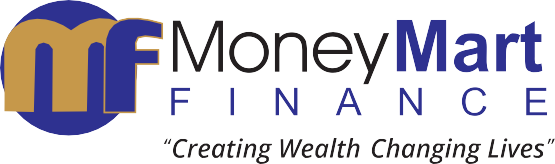 mf MoneyMart
FINANCE
“Creating Wealth Changing Lives”